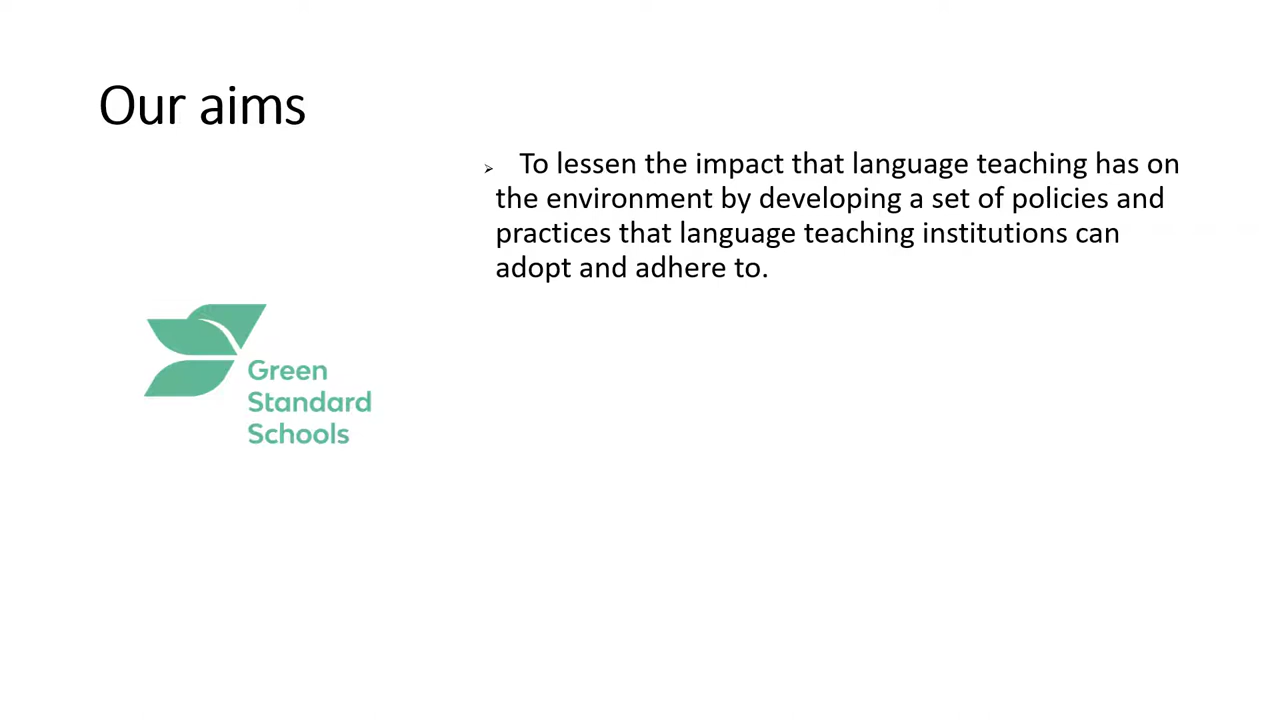 Our aims
To lessen the impact that language teaching has on
the environment by developing a set of policies and
practices that language teaching institutions can
adopt and adhere to.
Green
Standard
Schools